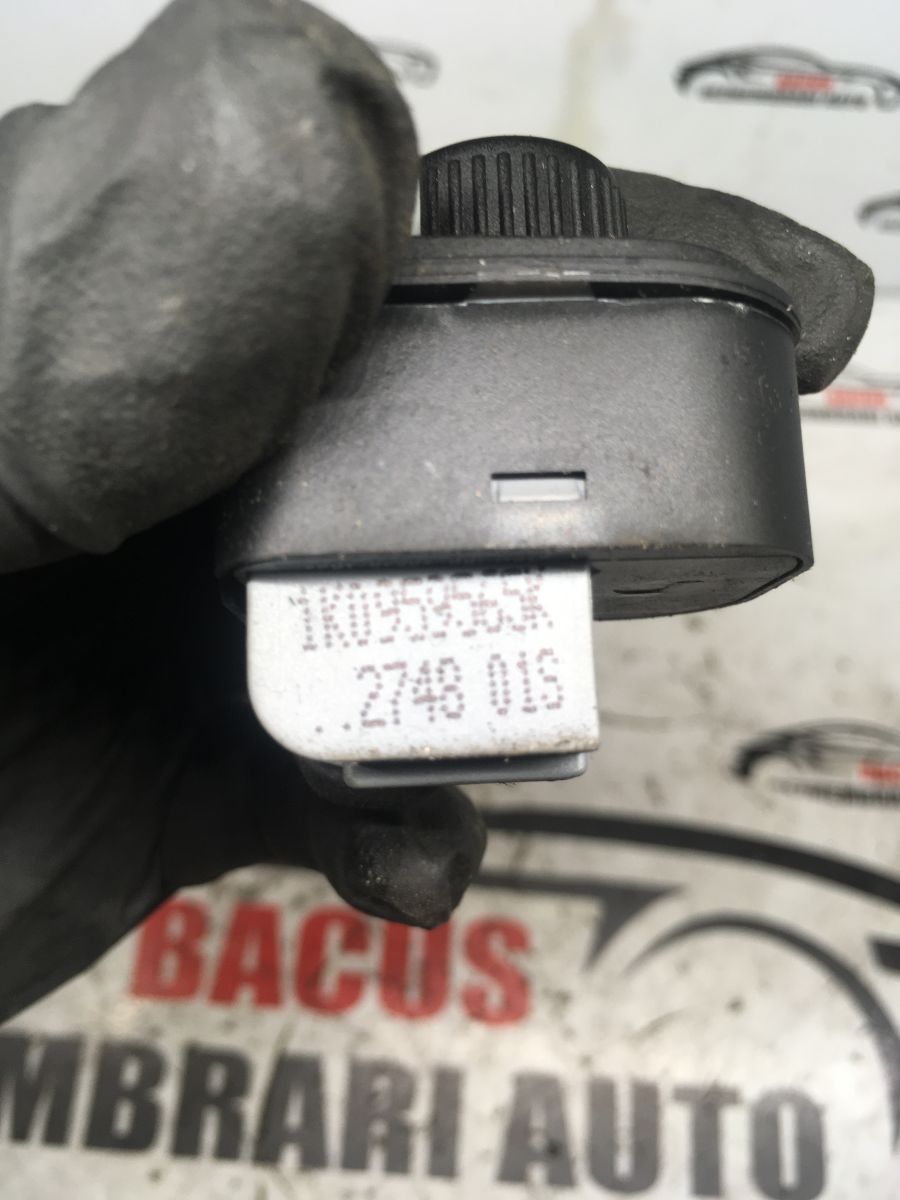 1K0959565K
..2748 01S
BACUS
MBRARI AUTO